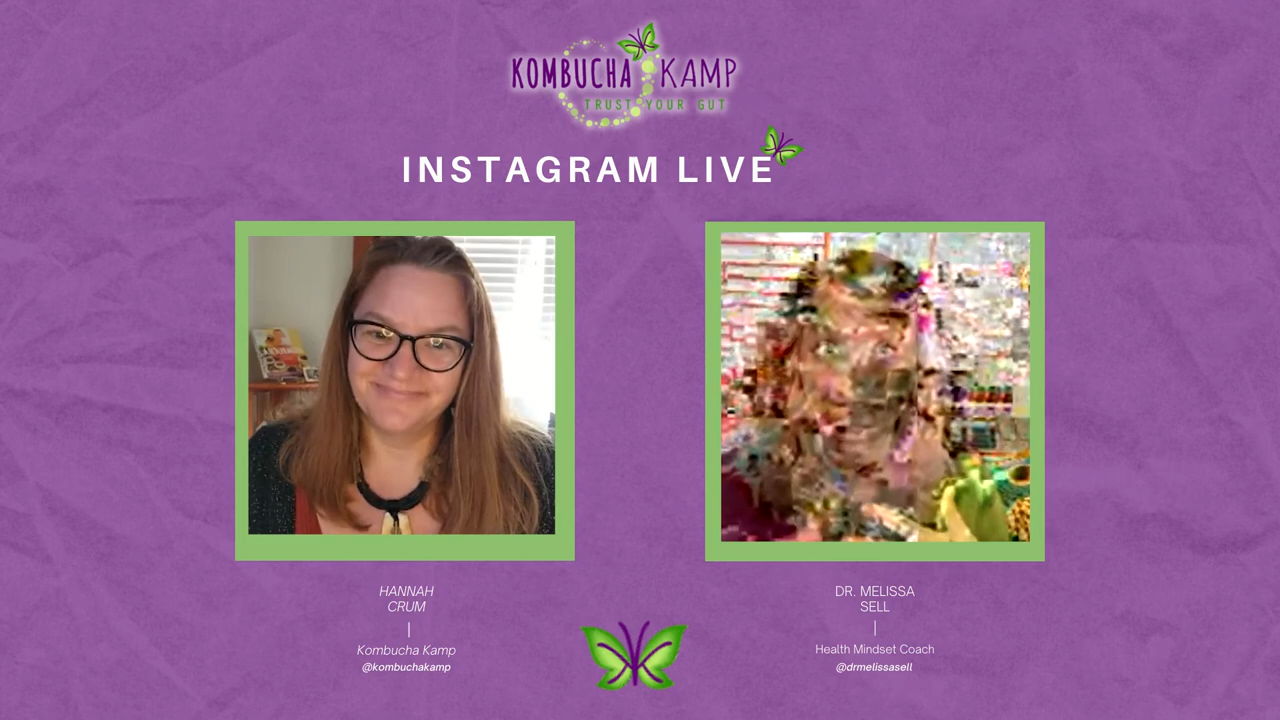 KOMBUCHA KAMP
TRUST YOUR GUT
INSTAGRAM LIVE
HANNAH
CRUM
Kombucha Kamp
@kombuchakamp
DR. MELISSA
SELL
Health Mindset Coach
@drmelissasell